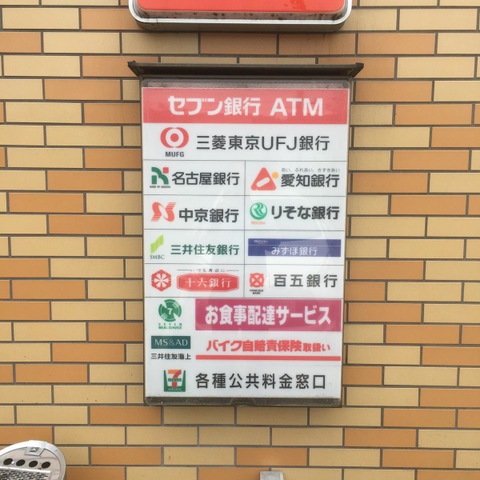 セブン銀行 ATM
MUFG
三菱東京UFJ銀行
名古屋銀行
愛知銀行
中京銀行
りそな銀行
SMBC
三井住友銀行
みずほ銀行
十六銀行
百五銀行
7
お食事配達サービス
MS&AD
三井住友海上
バイク自賠責保険取扱い
7
各種公共料金窓口